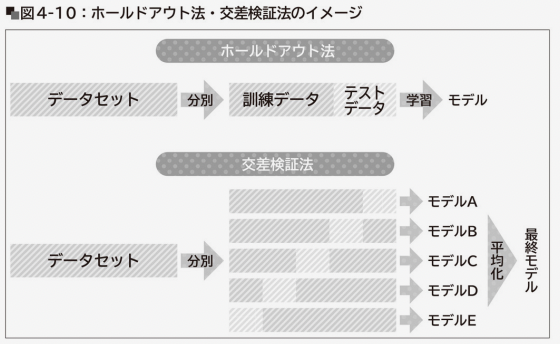 図4-10：ホールドアウト法・交差検証法のイメージ
ホールドアウト法
データセット
分別
訓練データ
テスト
データ
学習
モデル
交差検証法
データセット
分別
モデルA
モデルB
モデルC
モデルD
モデルE
平均化
最終モデル